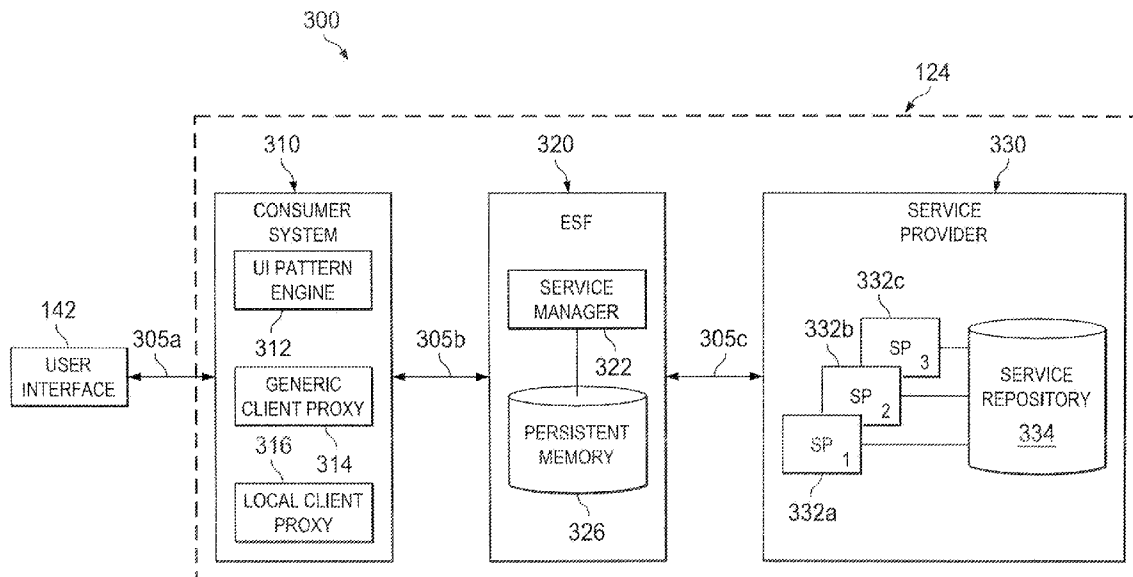 300
124
310
320
330
CONSUMER
SYSTEM
UI PATTERN
ENGINE
312
GENERIC
CLIENT PROXY
316
314
LOCAL CLIENT
PROXY
142
USER
INTERFACE
305a
305b
ESF
SERVICE
MANAGER
322
PERSISTENT
MEMORY
326
305c
SERVICE
PROVIDER
332c
332b
SP 3
SP 2
SP 1
332a
SERVICE
REPOSITORY
334